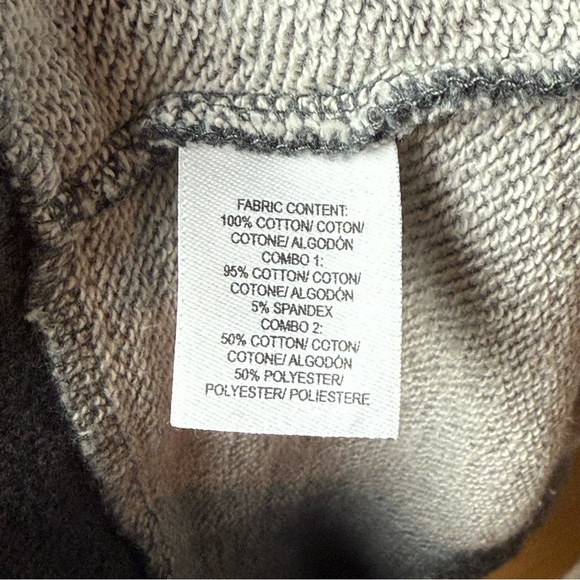 FABRIC CONTENT:
100% COTTON/ COTON/
COTONE/ ALGODÓN
COMBO 1:
95% COTTON/ COTON/
COTONE/ ALGODÓN
5% SPANDEX
COMBO 2:
50% COTTON/ COTON/
COTONE/ ALGODÓN
50% POLYESTER/
POLYESTER/ POLIESTERE